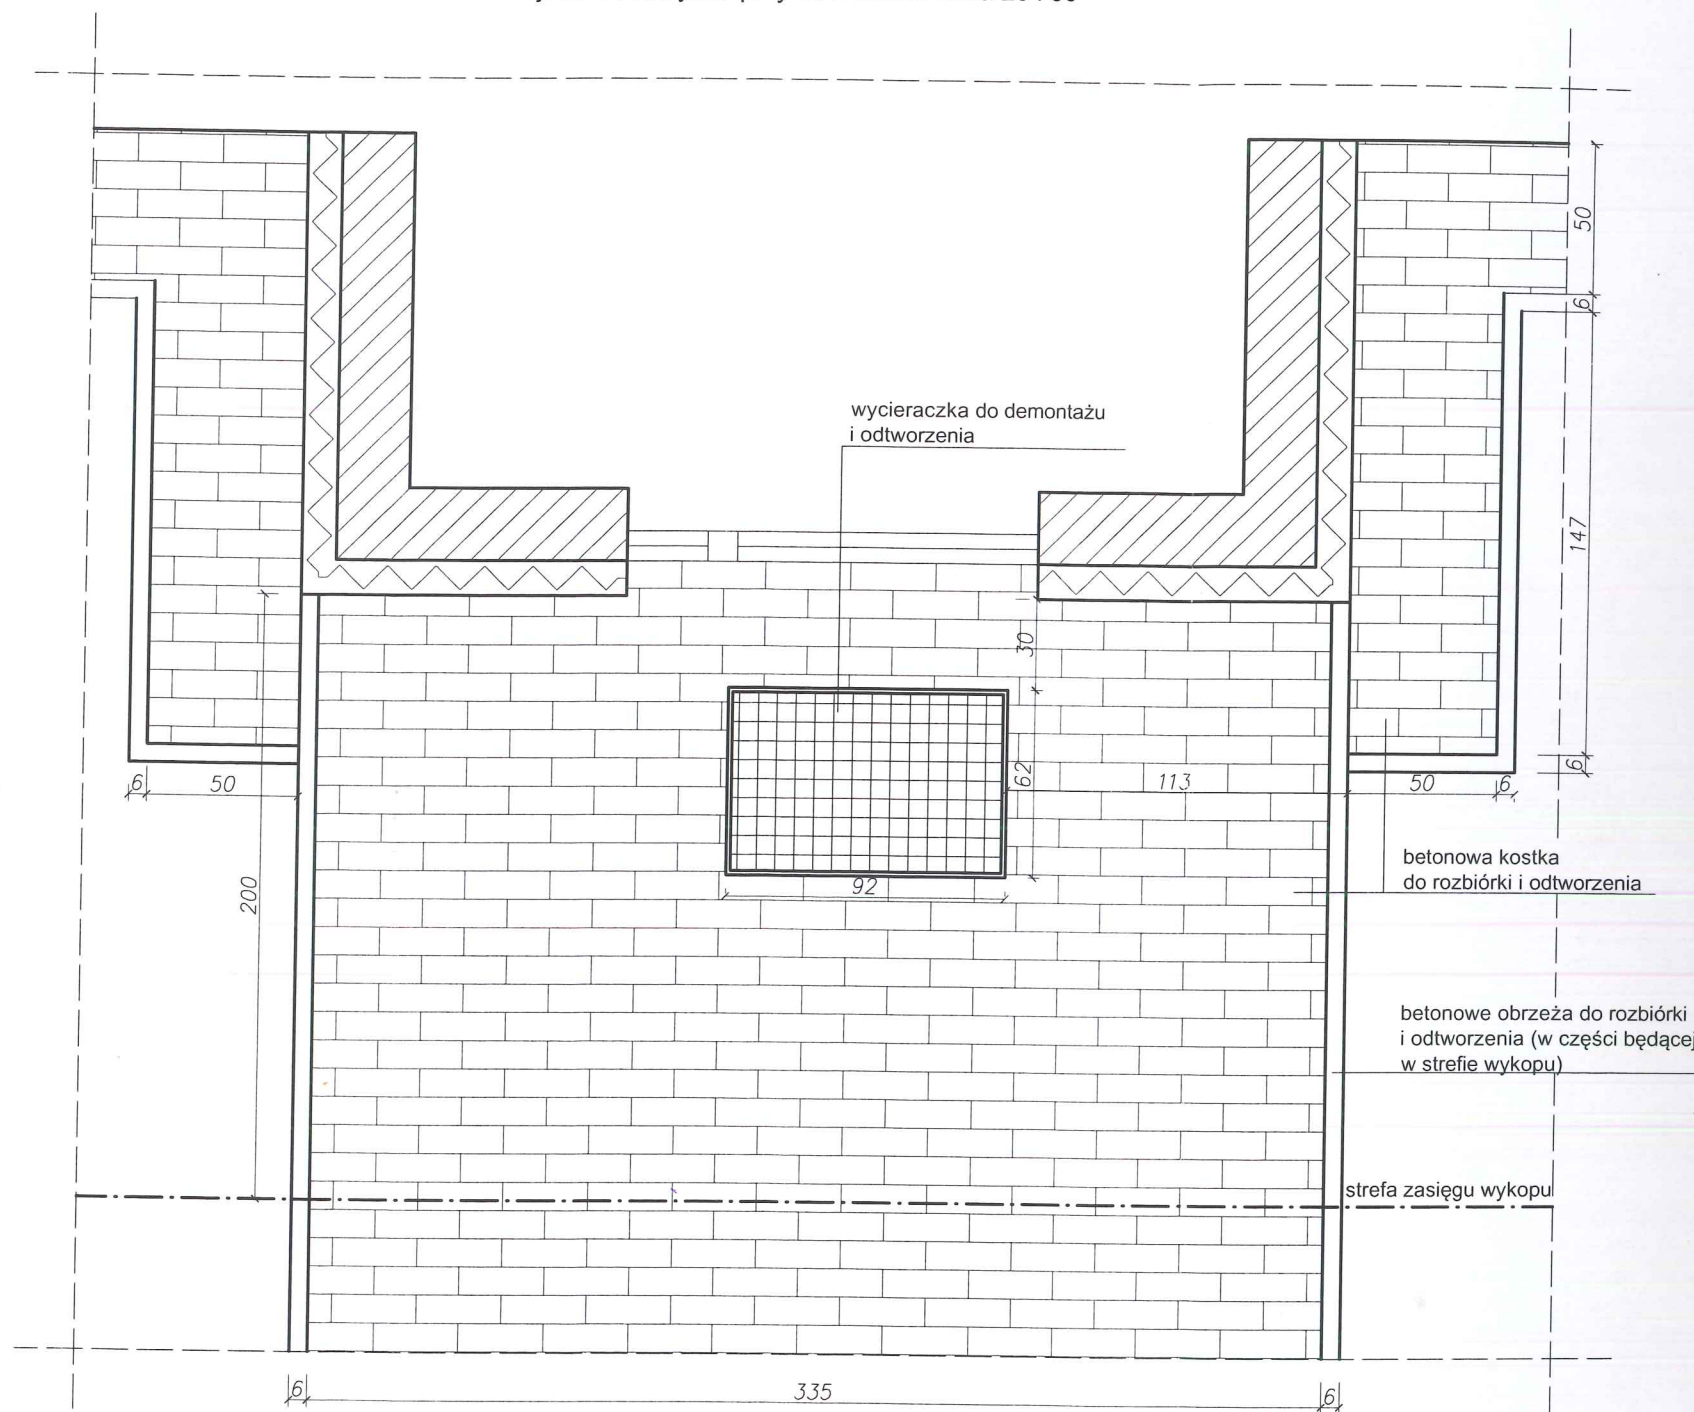 50
6
wycieraczka do demontażu
i odtworzenia
147
30
62
6
6 50
113
50 6
betonowa kostka
do rozbiórki i odtworzenia
92
200
betonowe obrzeża do rozbiórki
i odtworzenia (w części będącej
w strefie wykopu)
strefa zasięgu wykopu
6 335 6